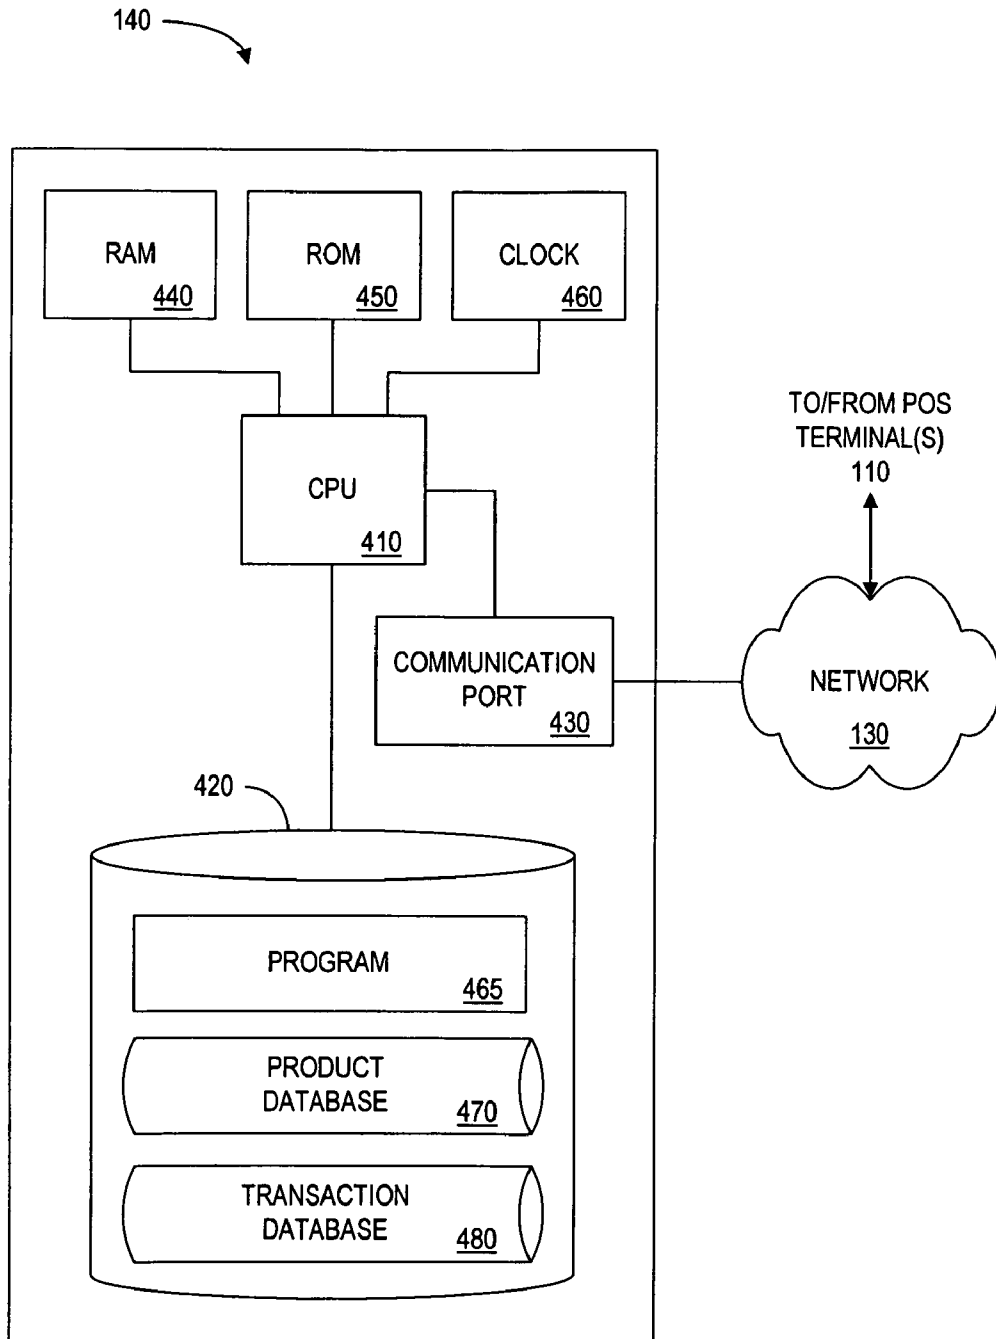 140
RAM
440
ROM
450
CLOCK
460
CPU
410
TO/FROM POS
TERMINAL(S)
110
COMMUNICATION
PORT
430
NETWORK
130
420
PROGRAM
465
PRODUCT
DATABASE
470
TRANSACTION
DATABASE
480